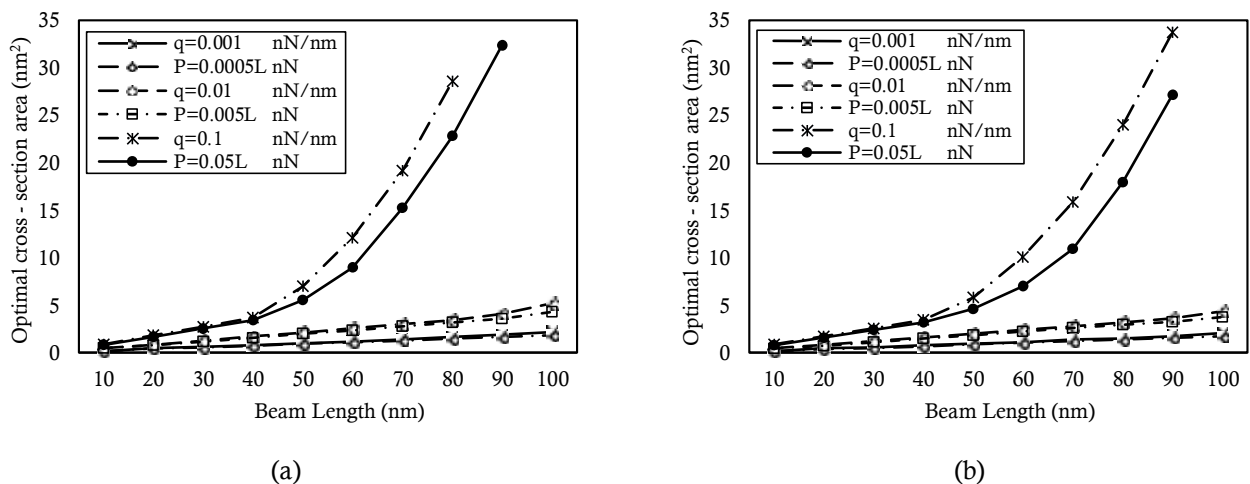 Optimal cross - section area (nm²)
35
30
25
20
15
10
5
0
q=0.001 nN/nm
P=0.0005L nN
q=0.01 nN/nm
P=0.005L nN
q=0.1 nN/nm
P=0.05L nN
10 20 30 40 50 60 70 80 90 100
Beam Length (nm)
(a)
Optimal cross - section area (nm²)
35
30
25
20
15
10
5
0
q=0.001 nN/nm
P=0.0005L nN
q=0.01 nN/nm
P=0.005L nN
q=0.1 nN/nm
P=0.05L nN
10 20 30 40 50 60 70 80 90 100
Beam Length (nm)
(b)